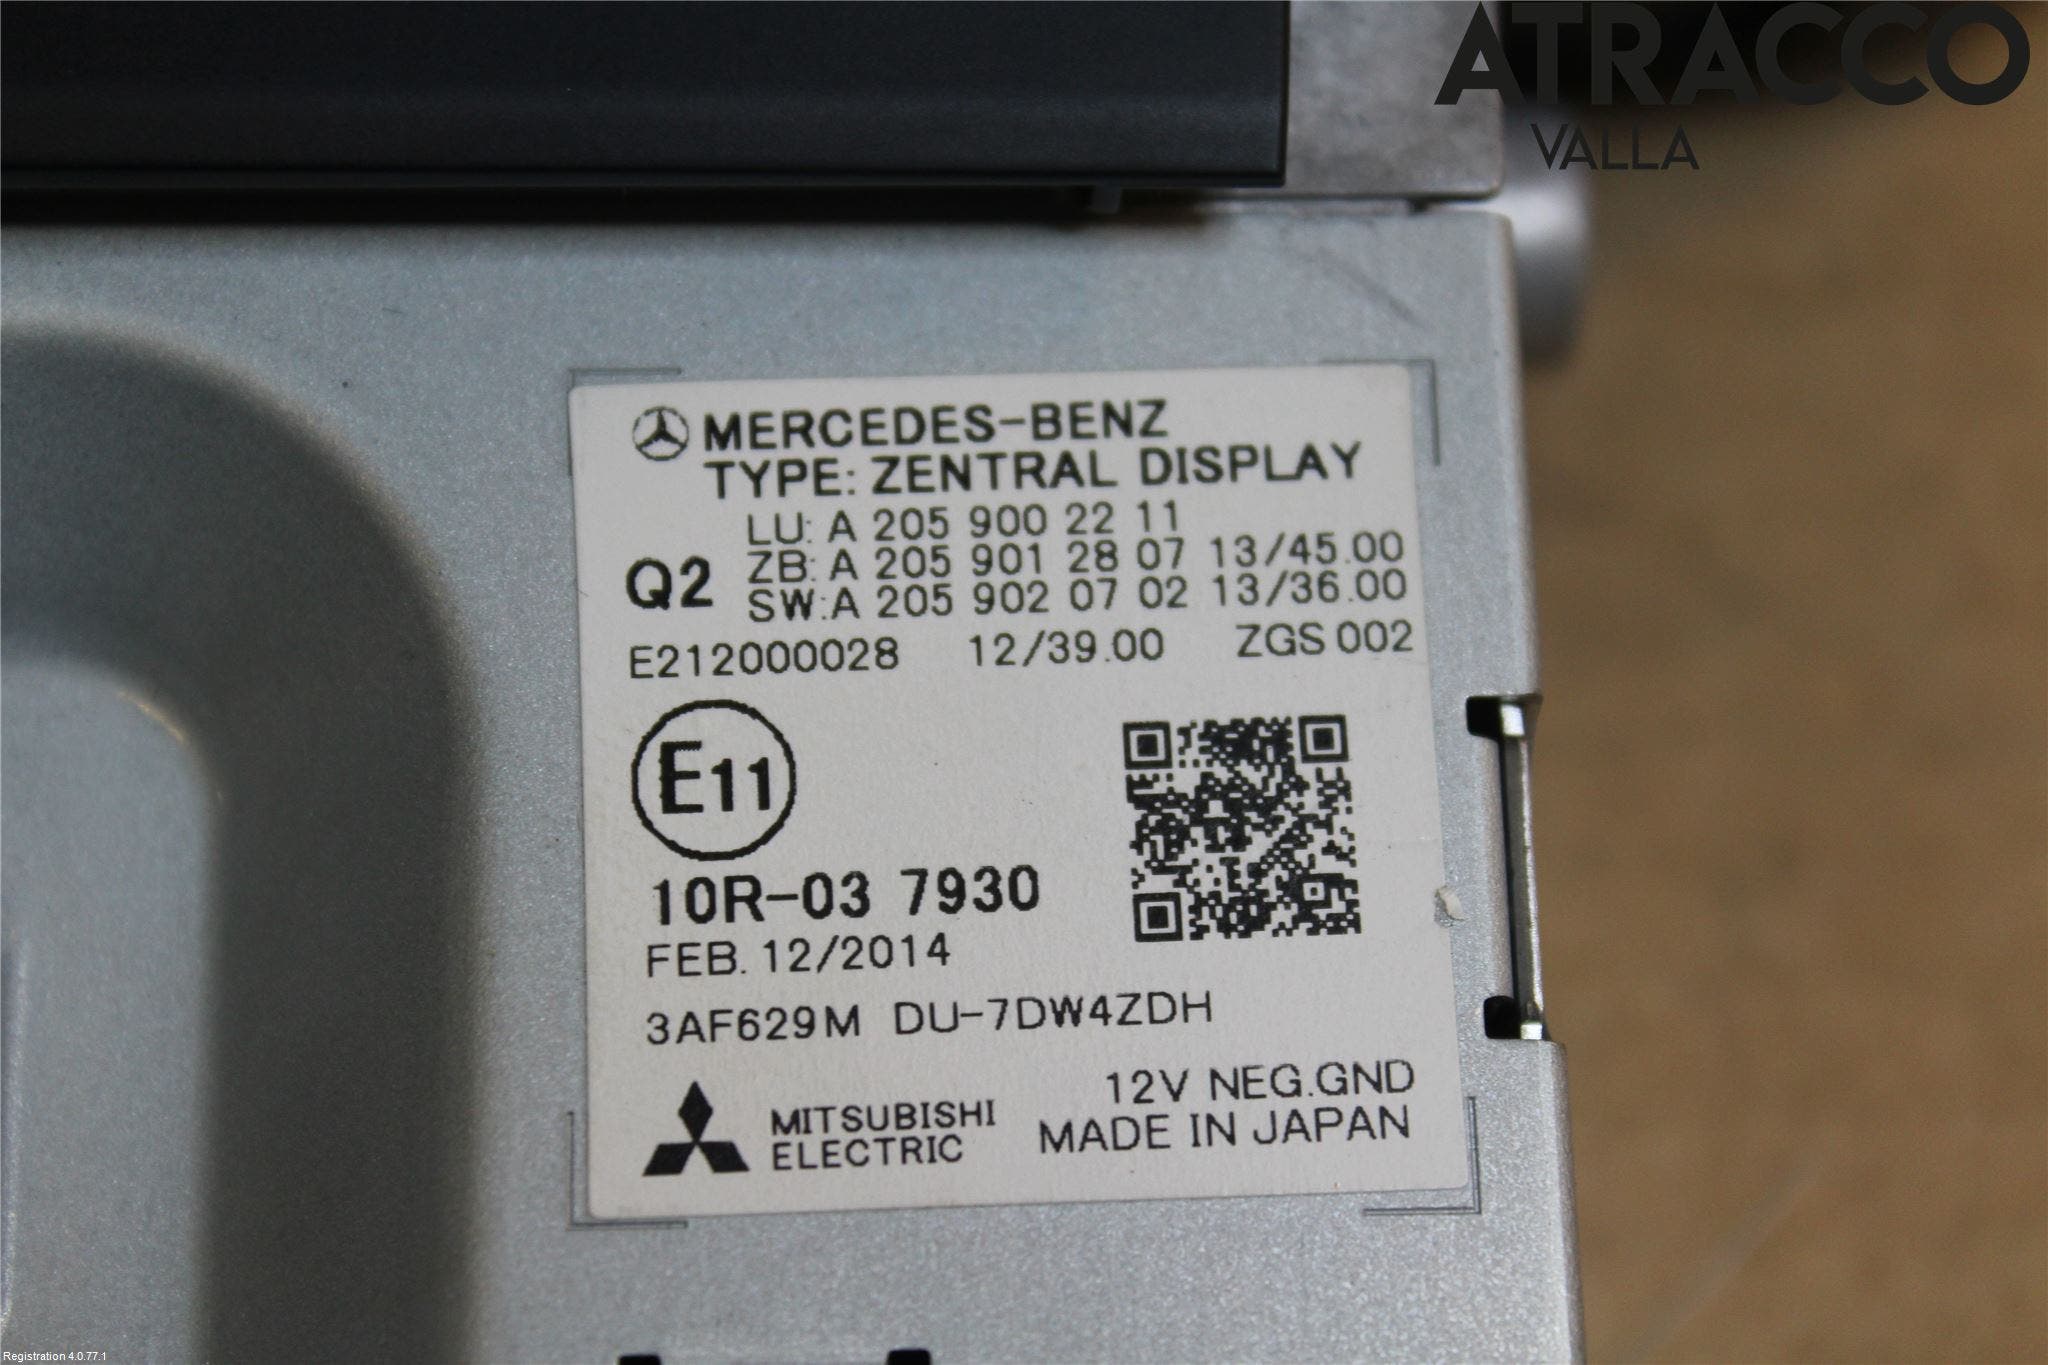 ATRACCO
VALLA
MERCEDES-BENZ
TYPE: ZENTRAL DISPLAY
LU: A 205 900 22 11
Q2 ZB: A 205 901 28 07 13/45.00
SW:A 205 902 07 02 13/36.00
E212000028 12/39.00 ZGS 002
E11
10R-03 7930
FEB. 12/2014
3AF629M DU-7DW4ZDH
12V NEG.GND
MITSUBISHI
ELECTRIC
MADE IN JAPAN
Registration 4.0.77.1